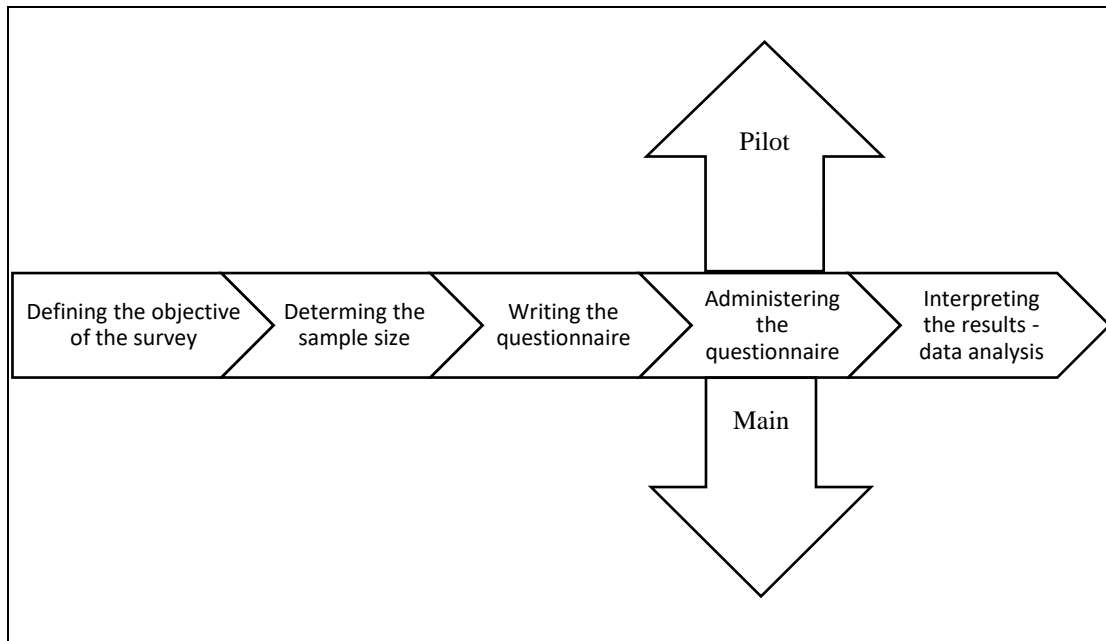 Pilot
Defining the objective
of the survey
Determing the
sample size
Writing the
questionnaire
Administering
the
questionnaire
Interpreting
the results -
data analysis
Main